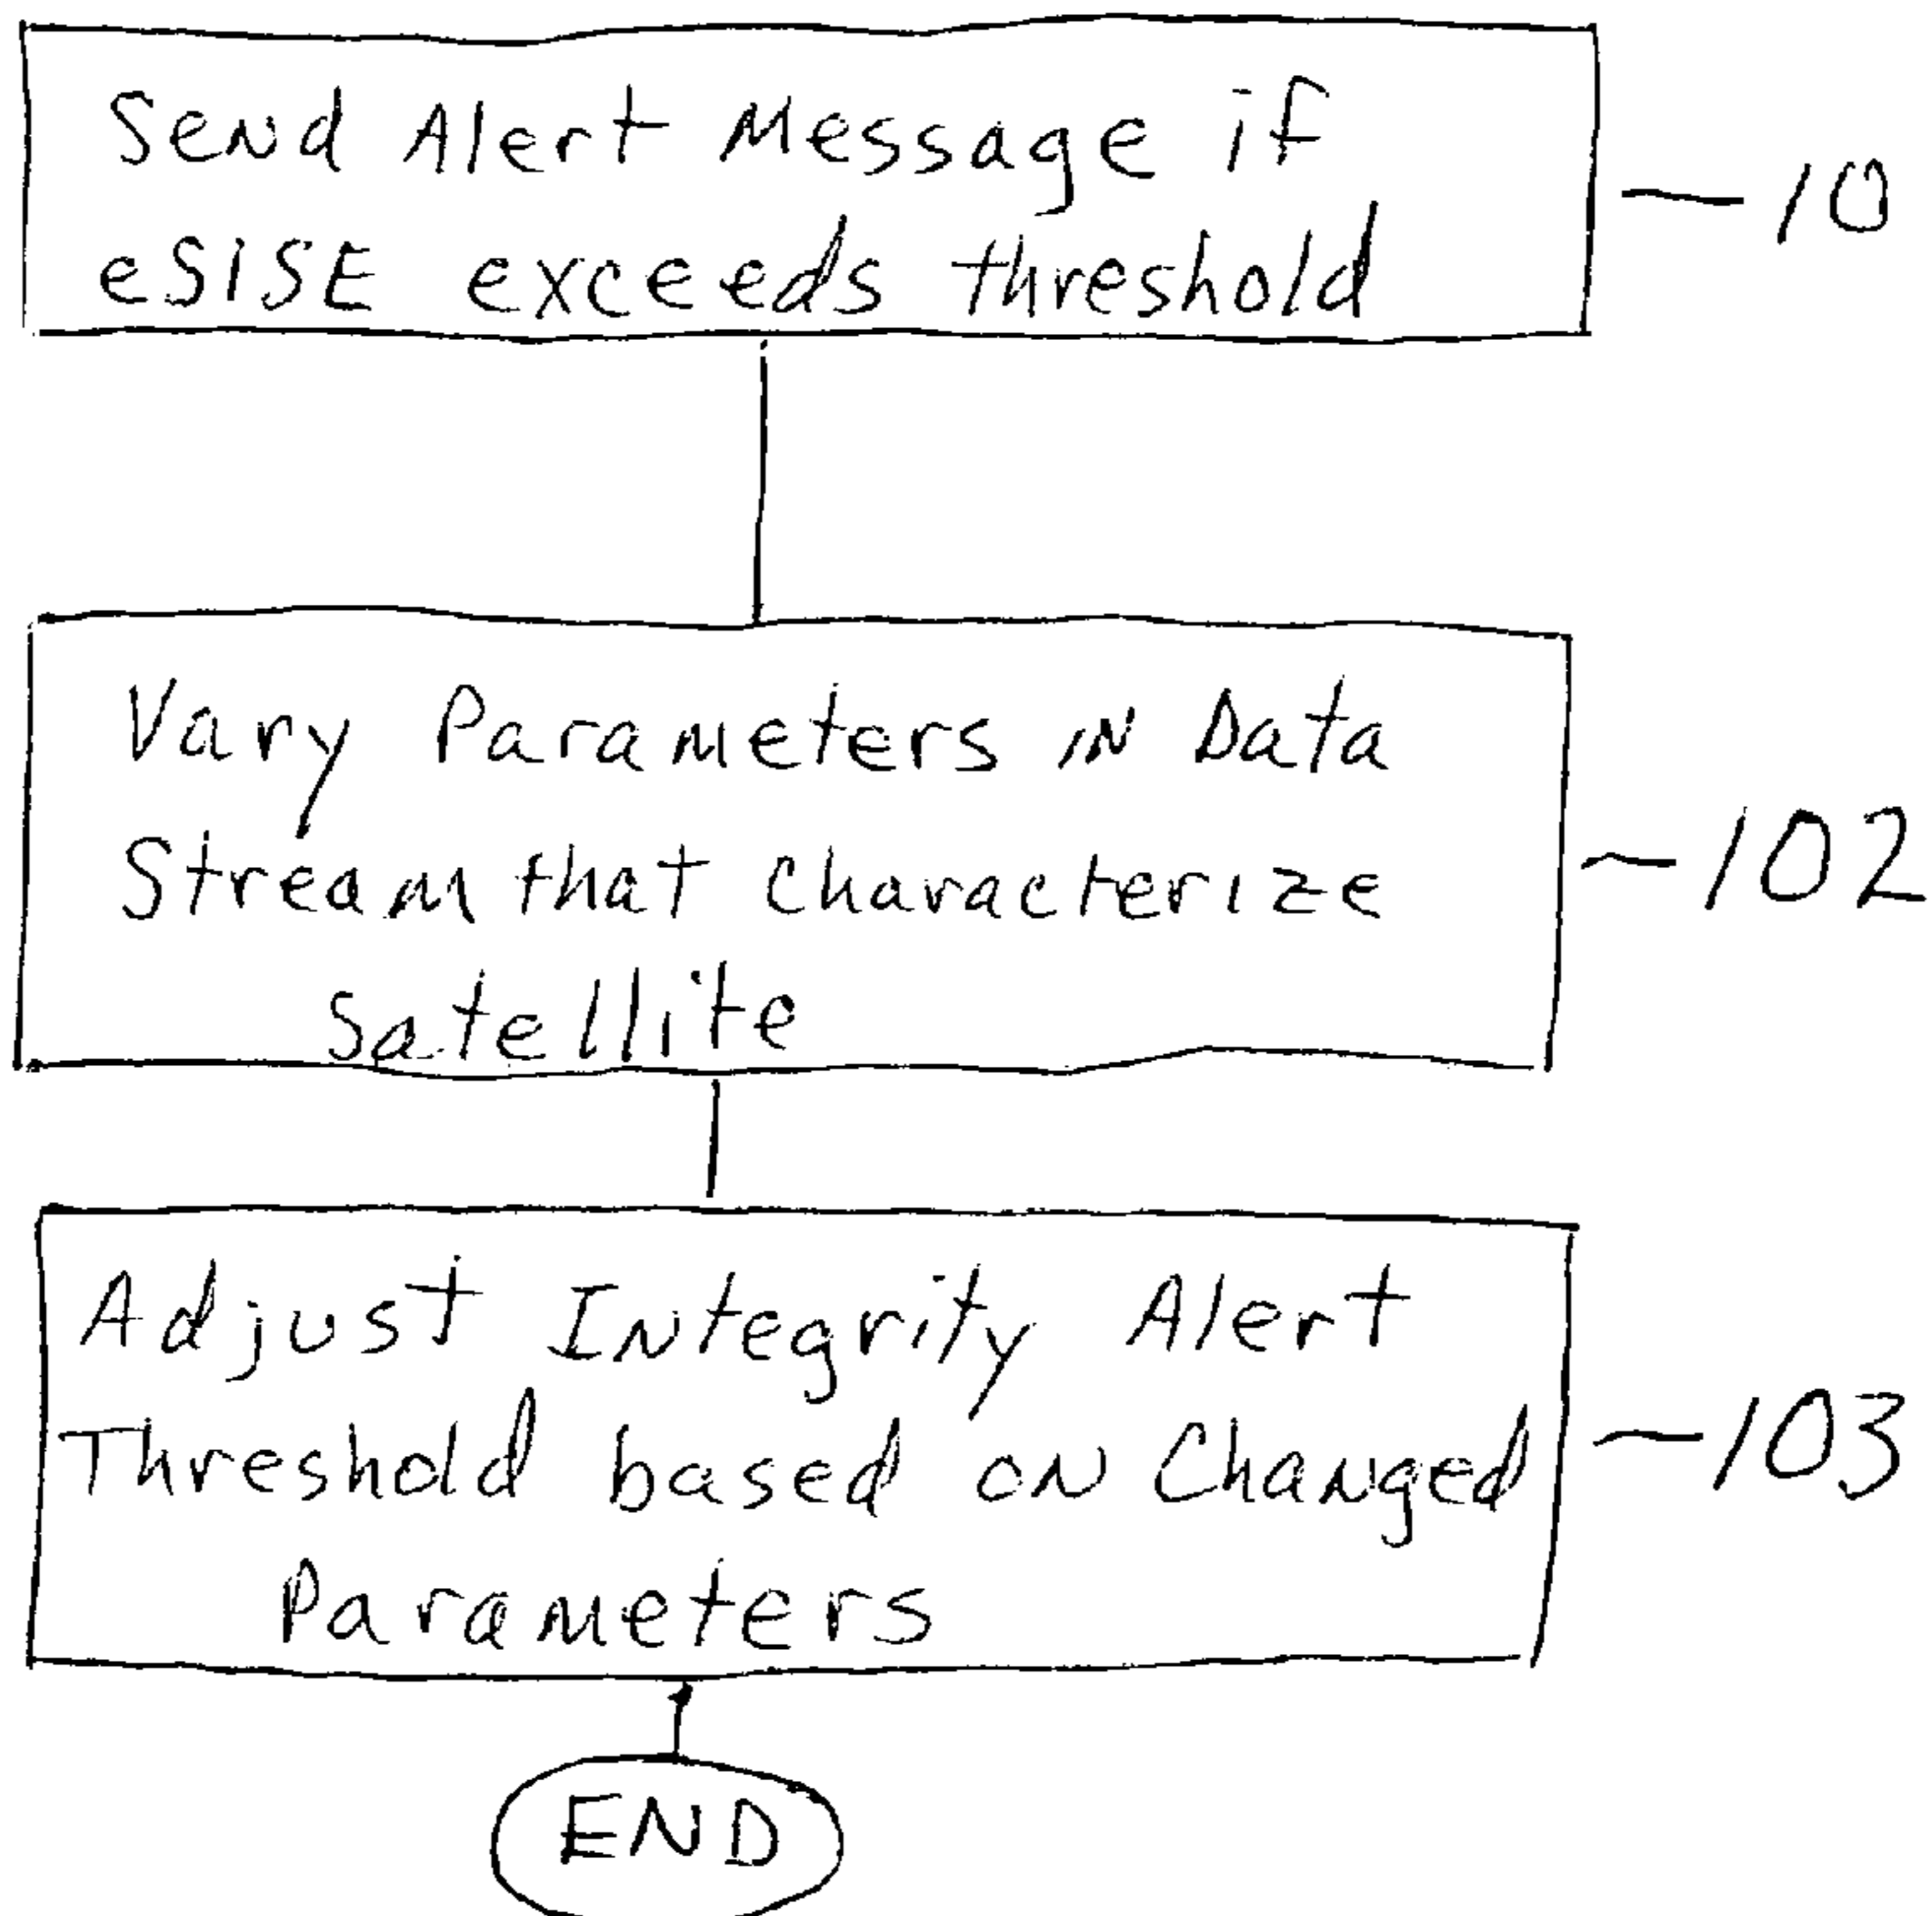 Send Alert Message if
eSISE exceeds threshold
10
Vary Parameters in Data
Stream that Characterize
Satellite
102
Adjust Integrity Alert
Threshold based on Changed
Parameters
103
END